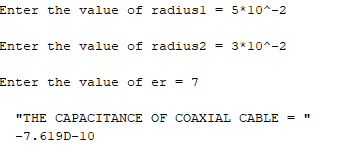 Enter the value of radius1 = 5*10^-2
Enter the value of radius2 = 3*10^-2
Enter the value of er = 7
"THE CAPACITANCE OF COAXIAL CABLE = "
-7.619D-10